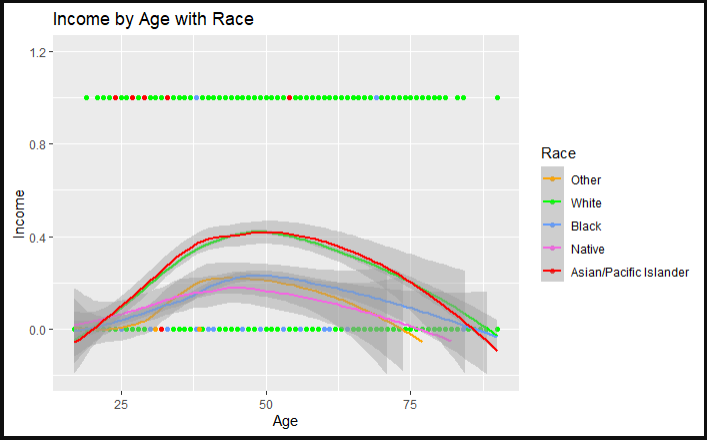 Income by Age with Race
1.2
0.8
0.4
0.0
Income
25
50
75
Age
Race
Other
White
Black
Native
Asian/Pacific Islander